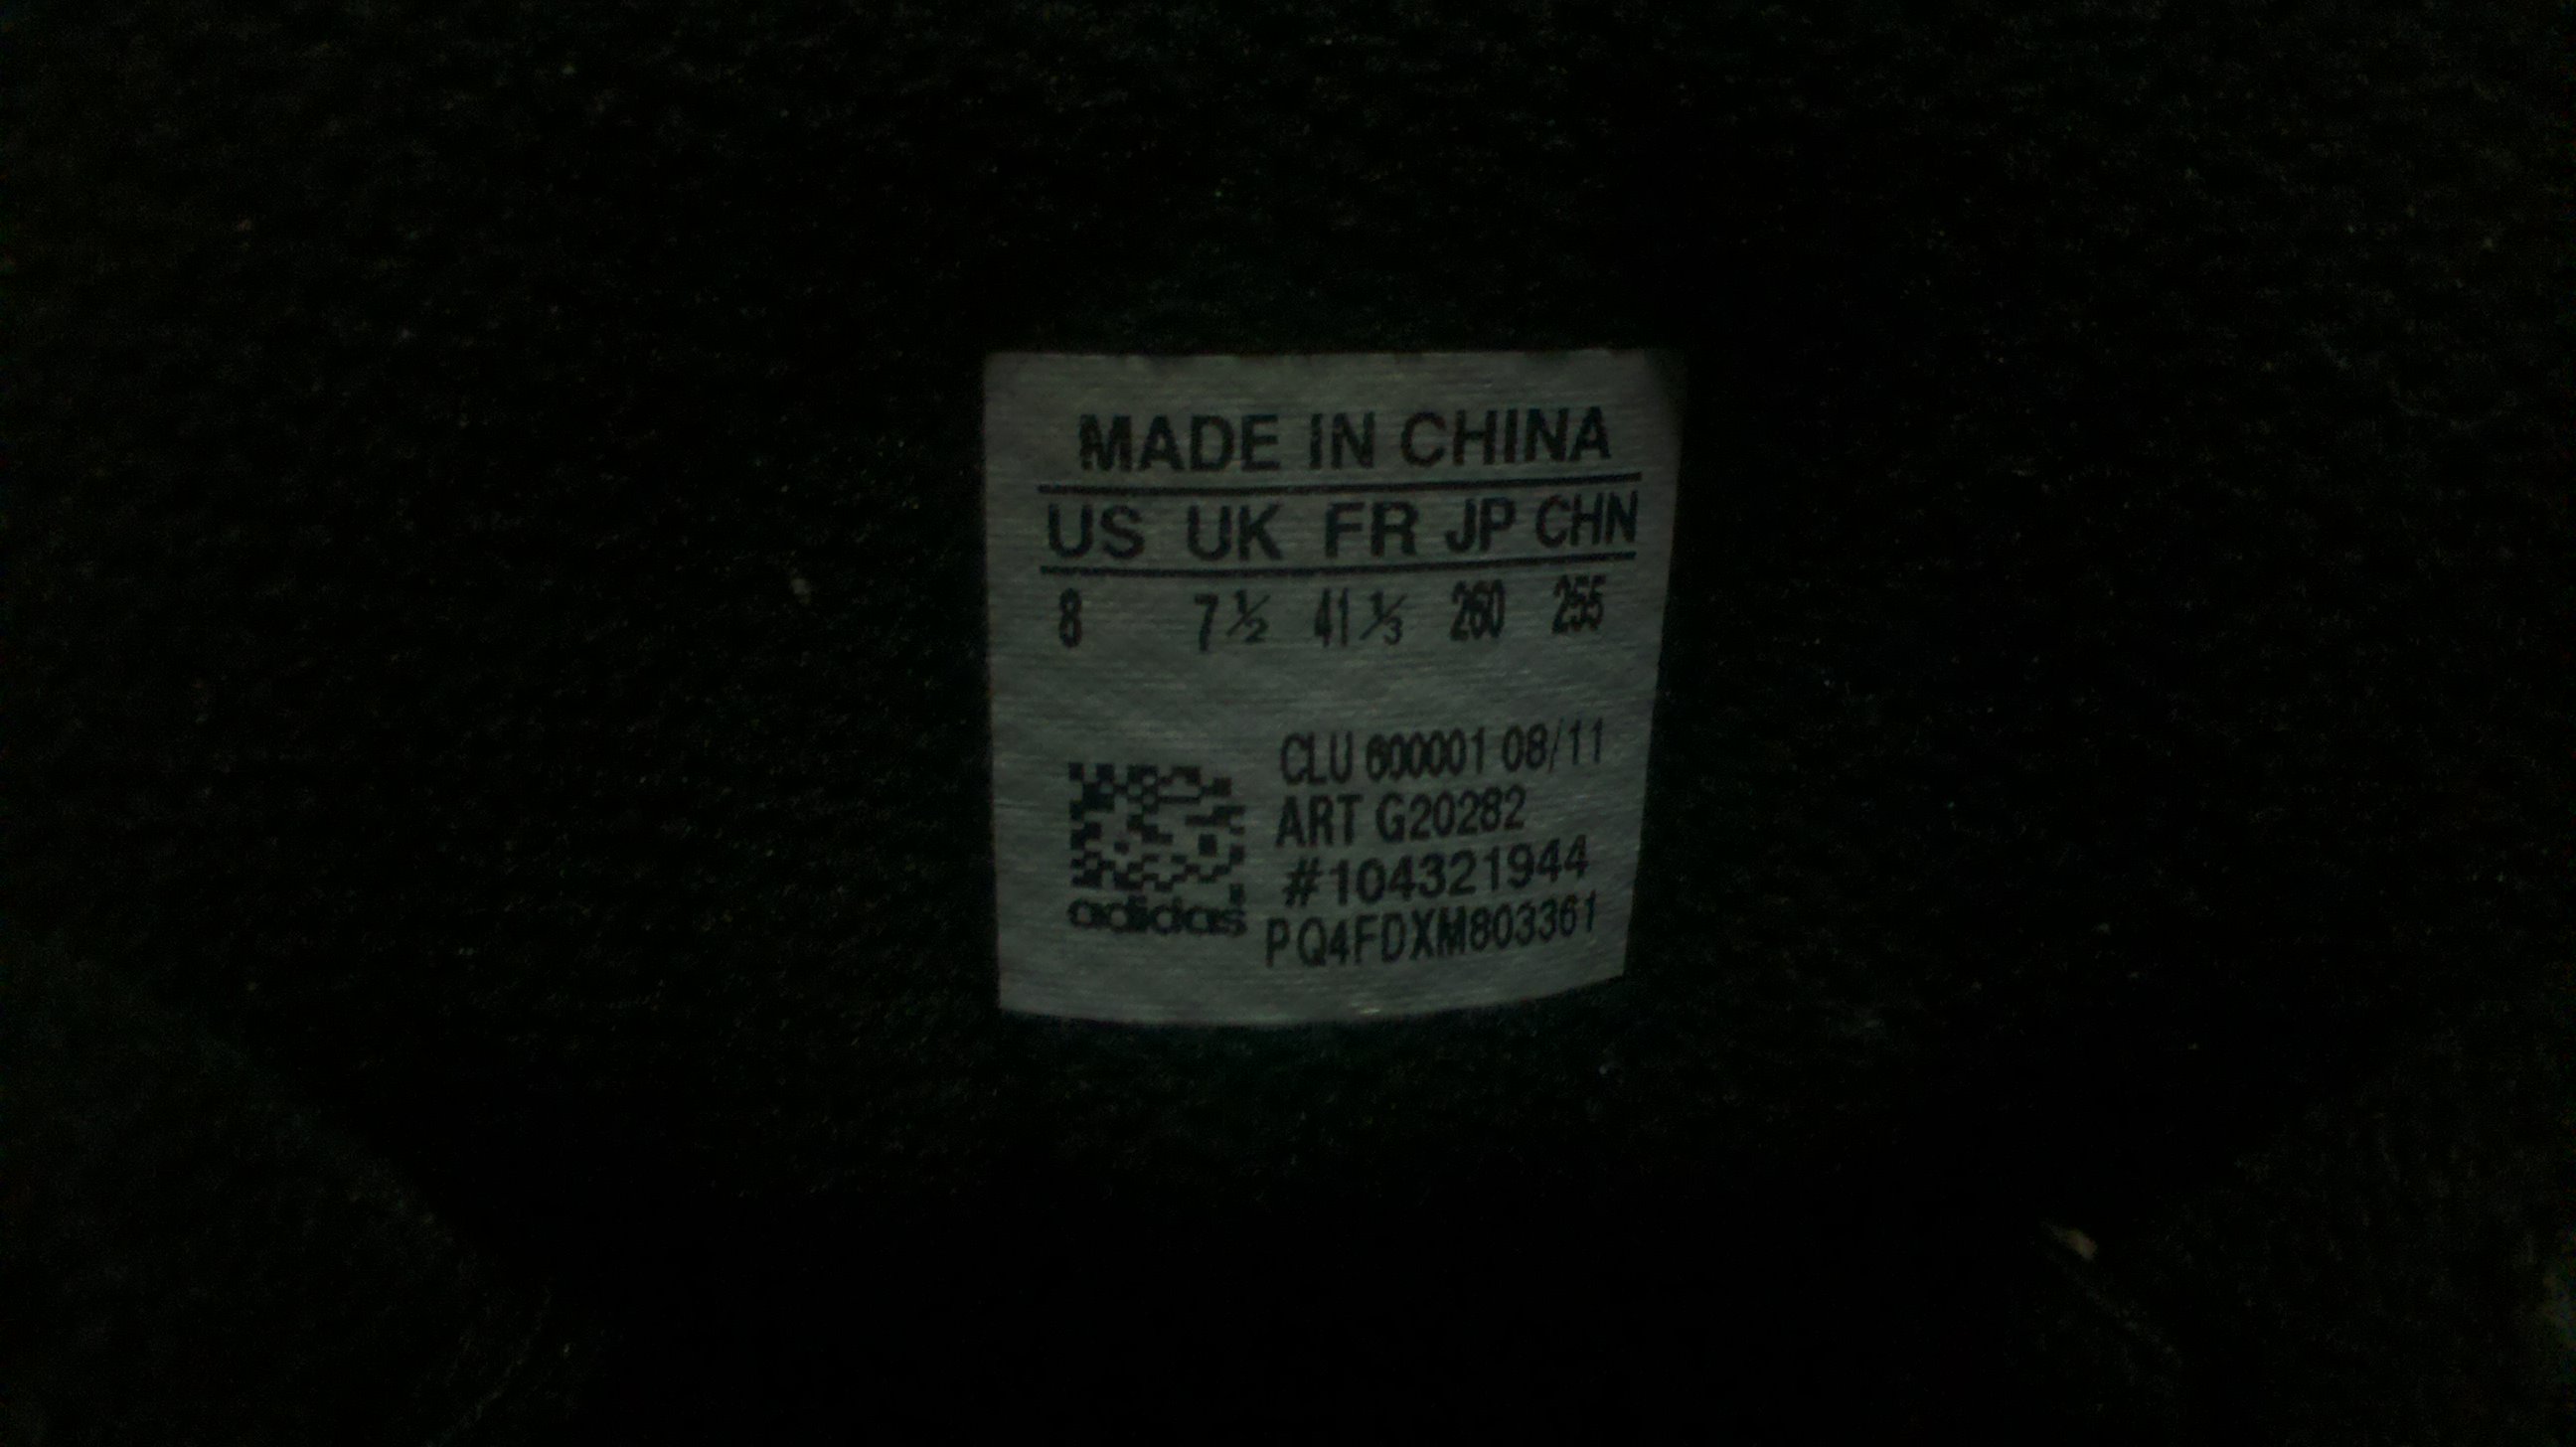 MADE IN CHINA
US UK FR JP CHN
8 7½ 41⅓ 260 255
CLU 600001 08/11
ART G20282
#104321944
adidas PQ4FDXM803361